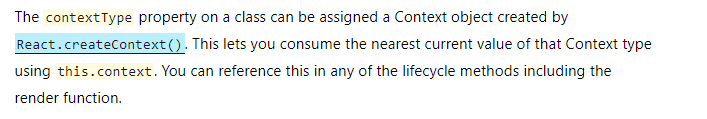 The contextType property on a class can be assigned a Context object created by
React.createContext(). This lets you consume the nearest current value of that Context type
using this.context. You can reference this in any of the lifecycle methods including the
render function.